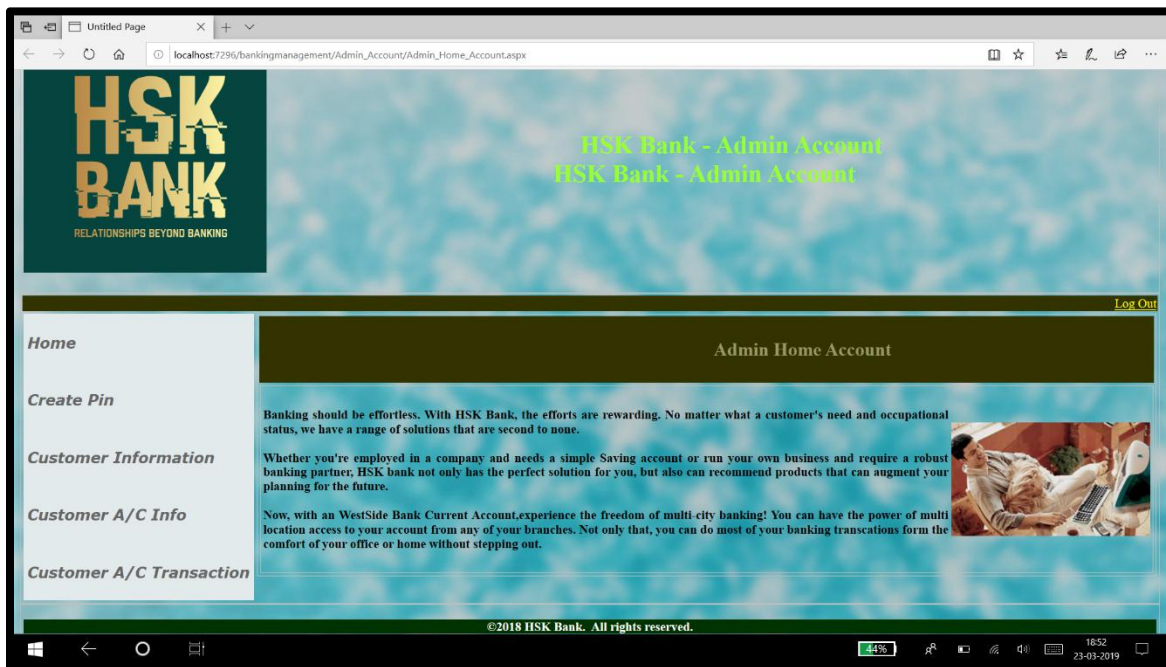 Untitled Page
localhost:7296/bankingmanagement/Admin_Account/Admin_Home_Account.aspx
HSK
BANK
RELATIONSHIPS BEYOND BANKING
HSK Bank - Admin Account
HSK Bank - Admin Account
Log Out
Home
Create Pin
Customer Information
Customer A/C Info
Customer A/C Transaction
Admin Home Account
Banking should be effortless. With HSK Bank, the efforts are rewarding. No matter what a customer's need and occupational
status, we have a range of solutions that are second to none.
Whether you're employed in a company and needs a simple Saving account or run your own business and require a robust
banking partner, HSK bank not only has the perfect solution for you, but also can recommend products that can augment your
planning for the future.
Now, with an WestSide Bank Current Account,experience the freedom of multi-city banking! You can have the power of multi
location access to your account from any of your branches. Not only that, you can do most of your banking transcations form the
comfort of your office or home without stepping out.
©2018 HSK Bank. All rights reserved.
44%
18:52
23-03-2019